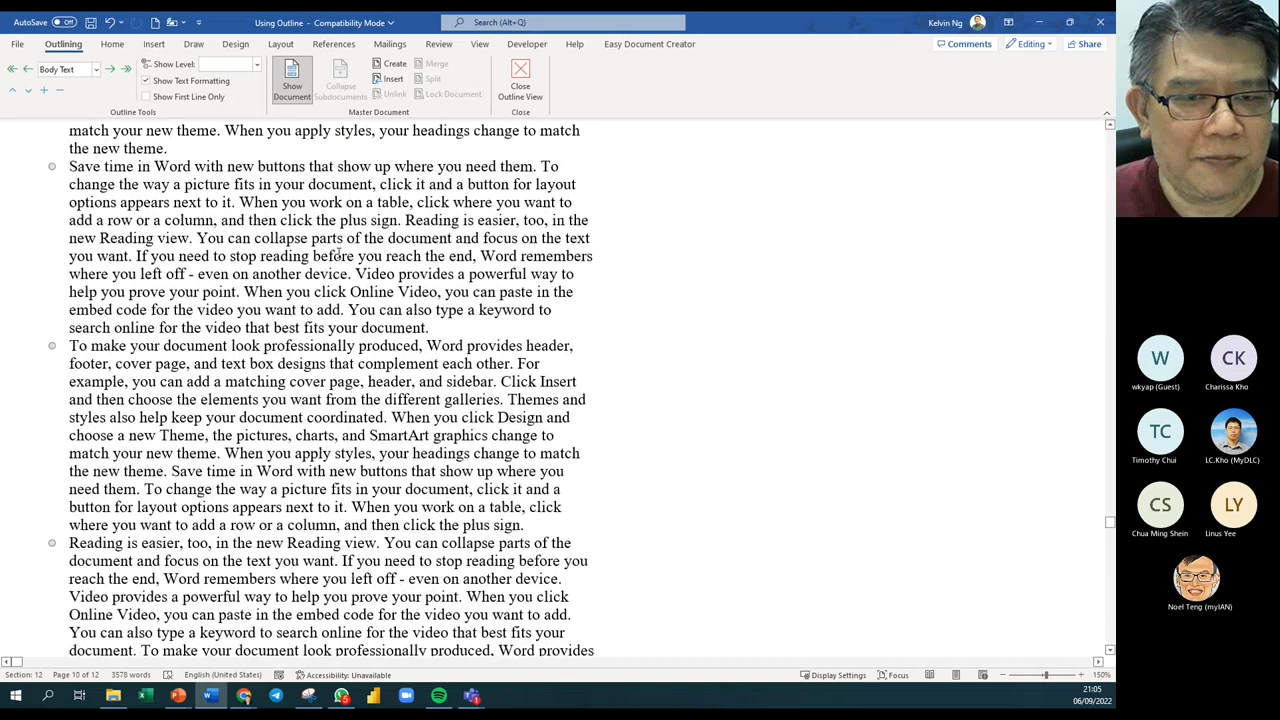 AutoSave Off
Using Outline - Compatibility Mode
Search (Alt+Q)
Kelvin Ng
File Outlining Home Insert Draw Design Layout References Mailings Review View Developer Help Easy Document Creator
Comments Editing Share
Body Text
Show Level:
Show Text Formatting
Show First Line Only
Outline Tools
Show Document
Collapse Subdocuments
Create Merge
Insert Split
Unlink Lock Document
Master Document
Close Outline View
Close
match your new theme. When you apply styles, your headings change to match
the new theme.
Save time in Word with new buttons that show up where you need them. To
change the way a picture fits in your document, click it and a button for layout
options appears next to it. When you work on a table, click where you want to
add a row or a column, and then click the plus sign. Reading is easier, too, in the
new Reading view. You can collapse parts of the document and focus on the text
you want. If you need to stop reading before you reach the end, Word remembers
where you left off - even on another device. Video provides a powerful way to
help you prove your point. When you click Online Video, you can paste in the
embed code for the video you want to add. You can also type a keyword to
search online for the video that best fits your document.
To make your document look professionally produced, Word provides header,
footer, cover page, and text box designs that complement each other. For
example, you can add a matching cover page, header, and sidebar. Click Insert
and then choose the elements you want from the different galleries. Themes and
styles also help keep your document coordinated. When you click Design and
choose a new Theme, the pictures, charts, and SmartArt graphics change to
match your new theme. When you apply styles, your headings change to match
the new theme. Save time in Word with new buttons that show up where you
need them. To change the way a picture fits in your document, click it and a
button for layout options appears next to it. When you work on a table, click
where you want to add a row or a column, and then click the plus sign.
Reading is easier, too, in the new Reading view. You can collapse parts of the
document and focus on the text you want. If you need to stop reading before you
reach the end, Word remembers where you left off - even on another device.
Video provides a powerful way to help you prove your point. When you click
Online Video, you can paste in the embed code for the video you want to add.
You can also type a keyword to search online for the video that best fits your
document. To make your document look professionally produced, Word provides
W CK
wkyap (Guest) Charissa Kho
TC
Timothy Chui LC.Kho (MyDLC)
CS LY
Chua Ming Shein Linus Yee
Noel Teng (myIAN)
Section: 12 Page 10 of 12 3578 words English (United States) Accessibility: Unavailable Display Settings Focus 150%
21:05
06/09/2022